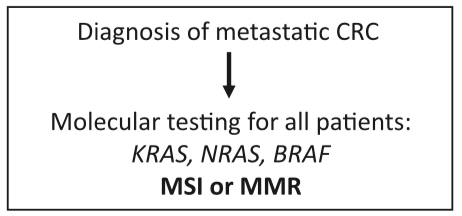 Diagnosis of metastatic CRC
Molecular testing for all patients:
KRAS, NRAS, BRAF
MSI or MMR